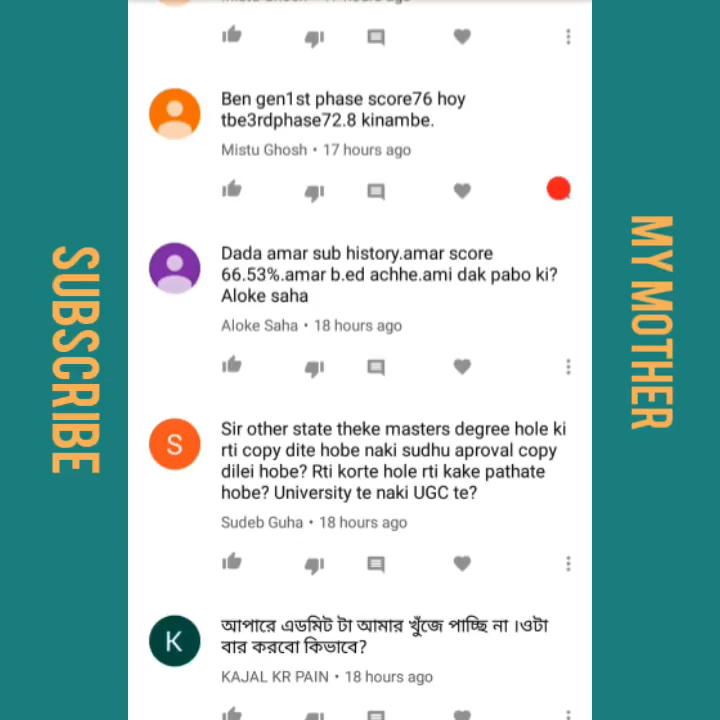 Ben gen1st phase score76 hoy
tbe3rdphase72.8 kinambe.
Mistu Ghosh • 17 hours ago
Dada amar sub history.amar score
66.53%.amar b.ed achhe.ami dak pabo ki?
Aloke saha
Aloke Saha • 18 hours ago
S
Sir other state theke masters degree hole ki
rti copy dite hobe naki sudhu aproval copy
dilei hobe? Rti korte hole rti kake pathate
hobe? University te naki UGC te?
Sudeb Guha • 18 hours ago
K
আপারে এডমিট টা আমার খুঁজে পাচ্ছি না ।ওটা
বার করবো কিভাবে?
KAJAL KR PAIN • 18 hours ago
SUBSCRIBE
MY MOTHER